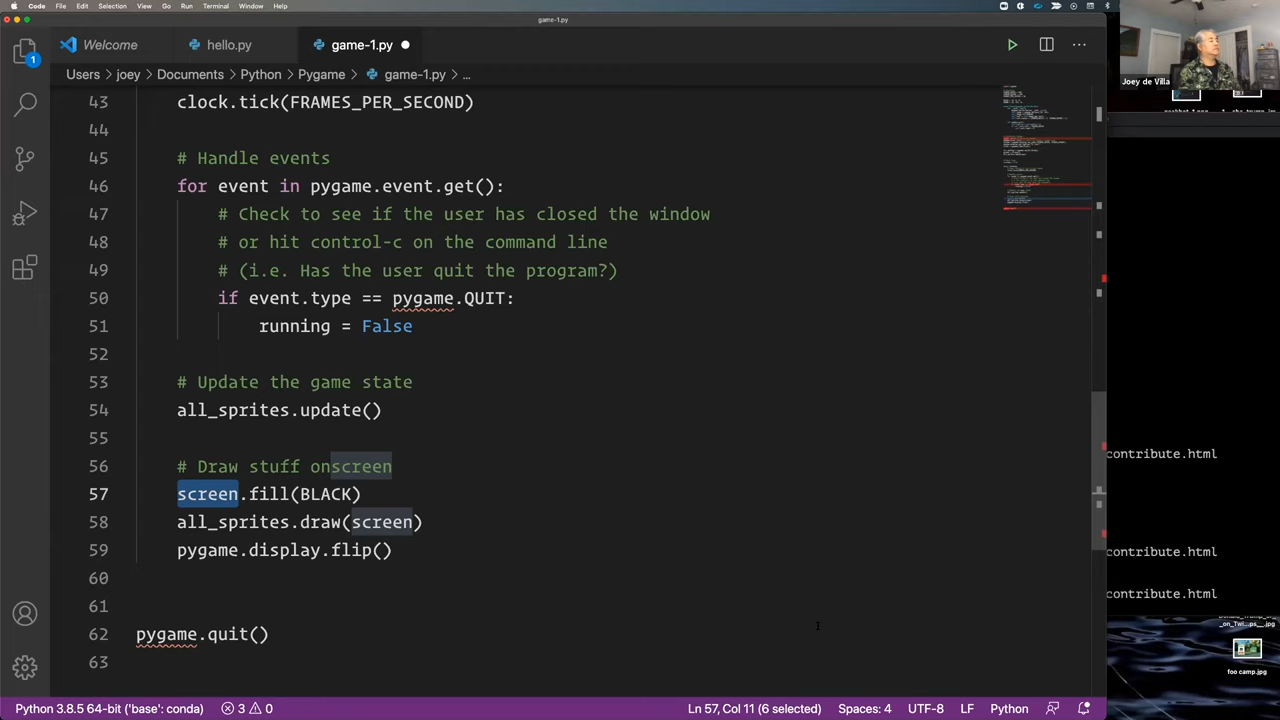 Code File Edit Selection View Go Run Terminal Window Help
game-1.py
Welcome hello.py game-1.py
Users > joey > Documents > Python > Pygame > game-1.py > ...
43 clock.tick(FRAMES_PER_SECOND)
44
45 # Handle events
46 for event in pygame.event.get():
47 # Check to see if the user has closed the window
48 # or hit control-c on the command line
49 # (i.e. Has the user quit the program?)
50 if event.type == pygame.QUIT:
51 running = False
52
53 # Update the game state
54 all_sprites.update()
55
56 # Draw stuff onscreen
57 screen.fill(BLACK)
58 all_sprites.draw(screen)
59 pygame.display.flip()
60
61
62 pygame.quit()
63
1
Python 3.8.5 64-bit ('base': conda) 3 0 Ln 57, Col 11 (6 selected) Spaces: 4 UTF-8 LF Python
Joey de Villa
contribute.html
contribute.html
contribute.html
_on_Twi...ps__.jpg
foo camp.jpg